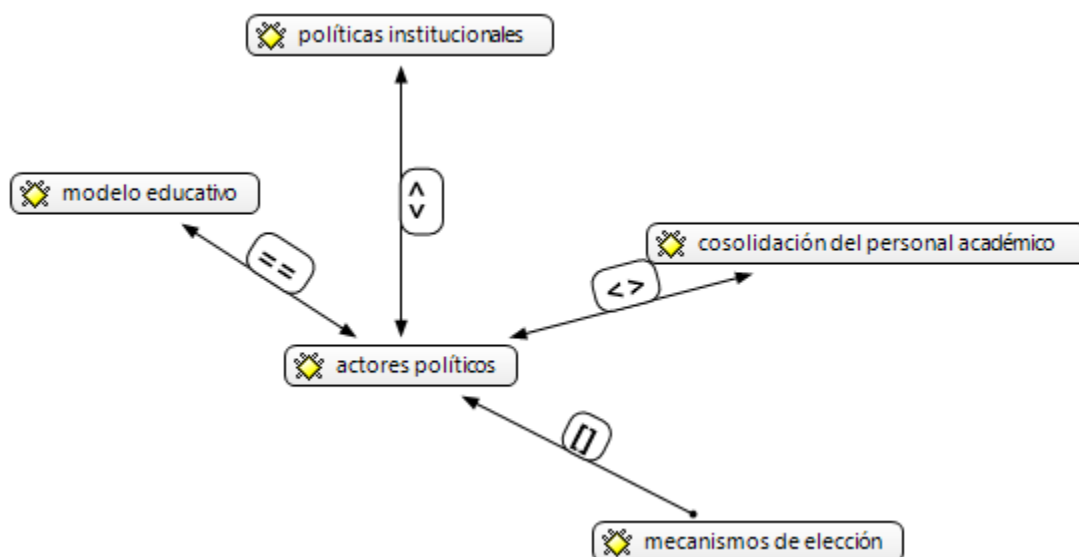 políticas institucionales
modelo educativo
<>
==
cosolidación del personal académico
<>
actores políticos
[]
mecanismos de elección